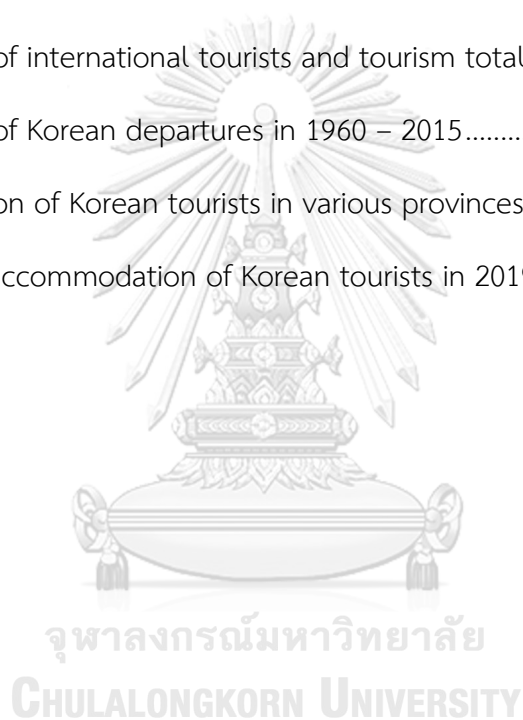 of international tourists and tourism total
of Korean departures in 1960 – 2015........
on of Korean tourists in various provinces
accommodation of Korean tourists in 2019
จุฬาลงกรณ์มหาวิทยาลัย
CHULALONGKORN UNIVERSITY